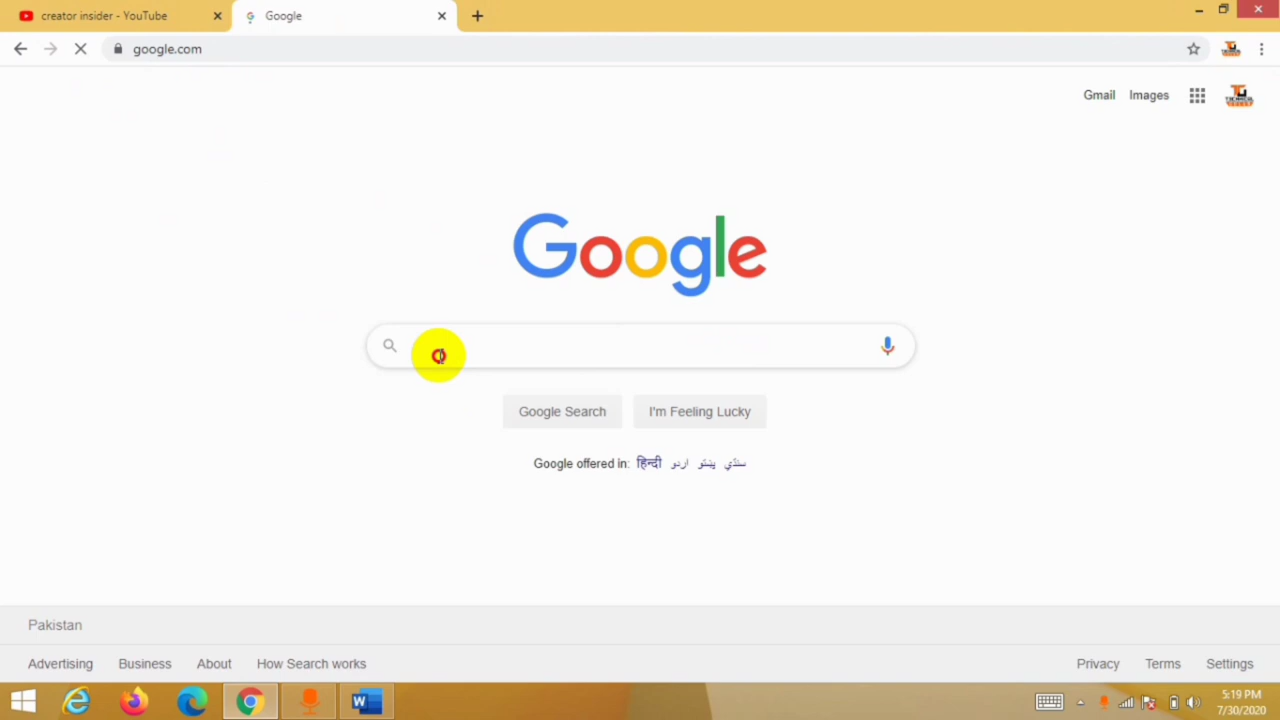 creator insider - YouTube
Google
google.com
Gmail Images
Google
Google Search I'm Feeling Lucky
Google offered in: हिन्दी اردو پښتو سنڌي
Pakistan
Advertising Business About How Search works
Privacy Terms Settings
5:19 PM
7/30/2020